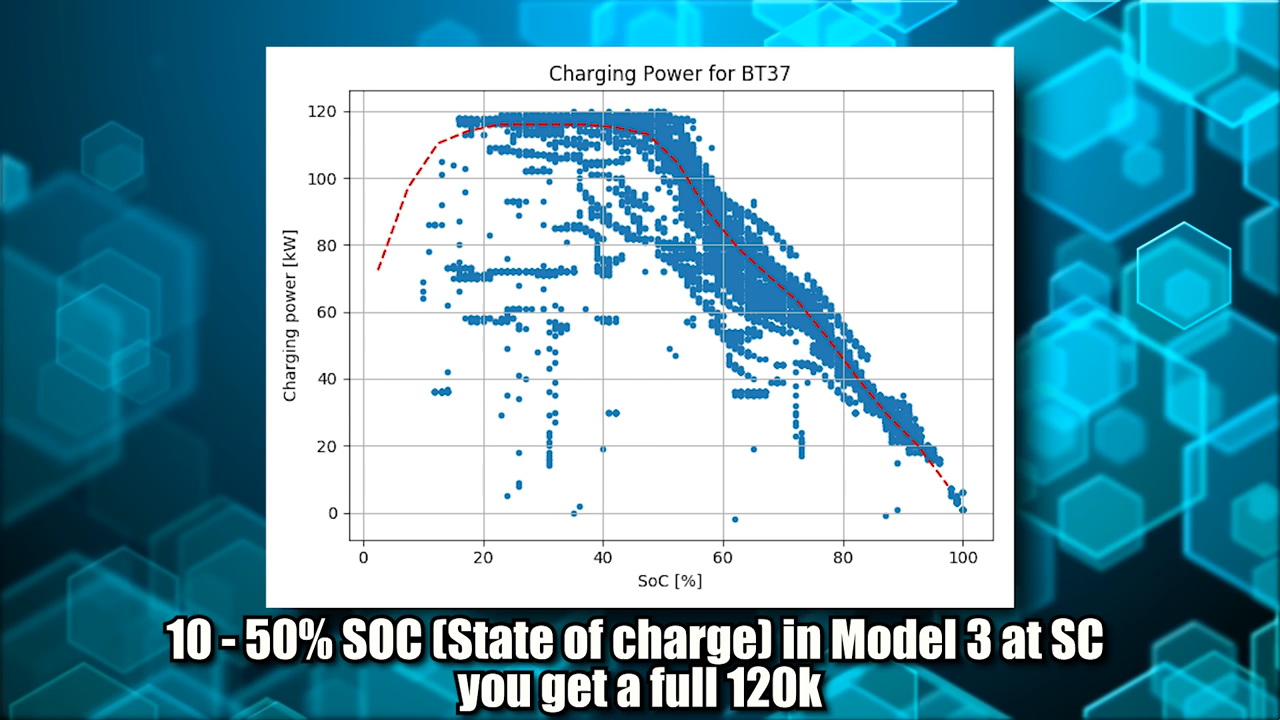 Charging Power for BT37
120
100
80
60
40
20
0
Charging power [kW]
0 20 40 60 80 100
SoC [%]
10 - 50% SOC (State of charge) in Model 3 at SC
you get a full 120k